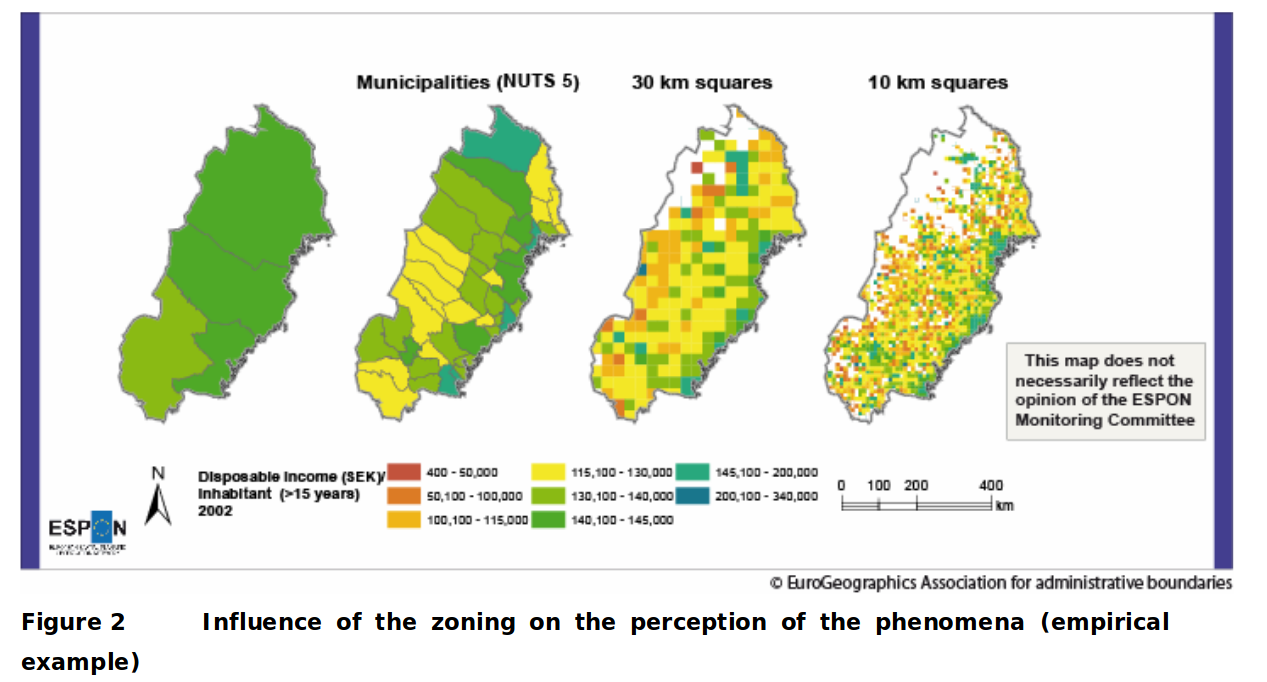 Municipalities (NUTS 5)
30 km squares
10 km squares
This map does not
necessarily reflect the
opinion of the ESPON
Monitoring Committee
N
Disposable Income (SEK)/
Inhabitant (>15 years)
2002
400 - 50,000
50,100 - 100,000
100,100 - 115,000
115,100 - 130,000
130,100 - 140,000
140,100 - 145,000
145,100 - 200,000
200,100 - 340,000
0 100 200 400
km
ESPON
© EuroGeographics Association for administrative boundaries
Figure 2 Influence of the zoning on the perception of the phenomena (empirical
example)